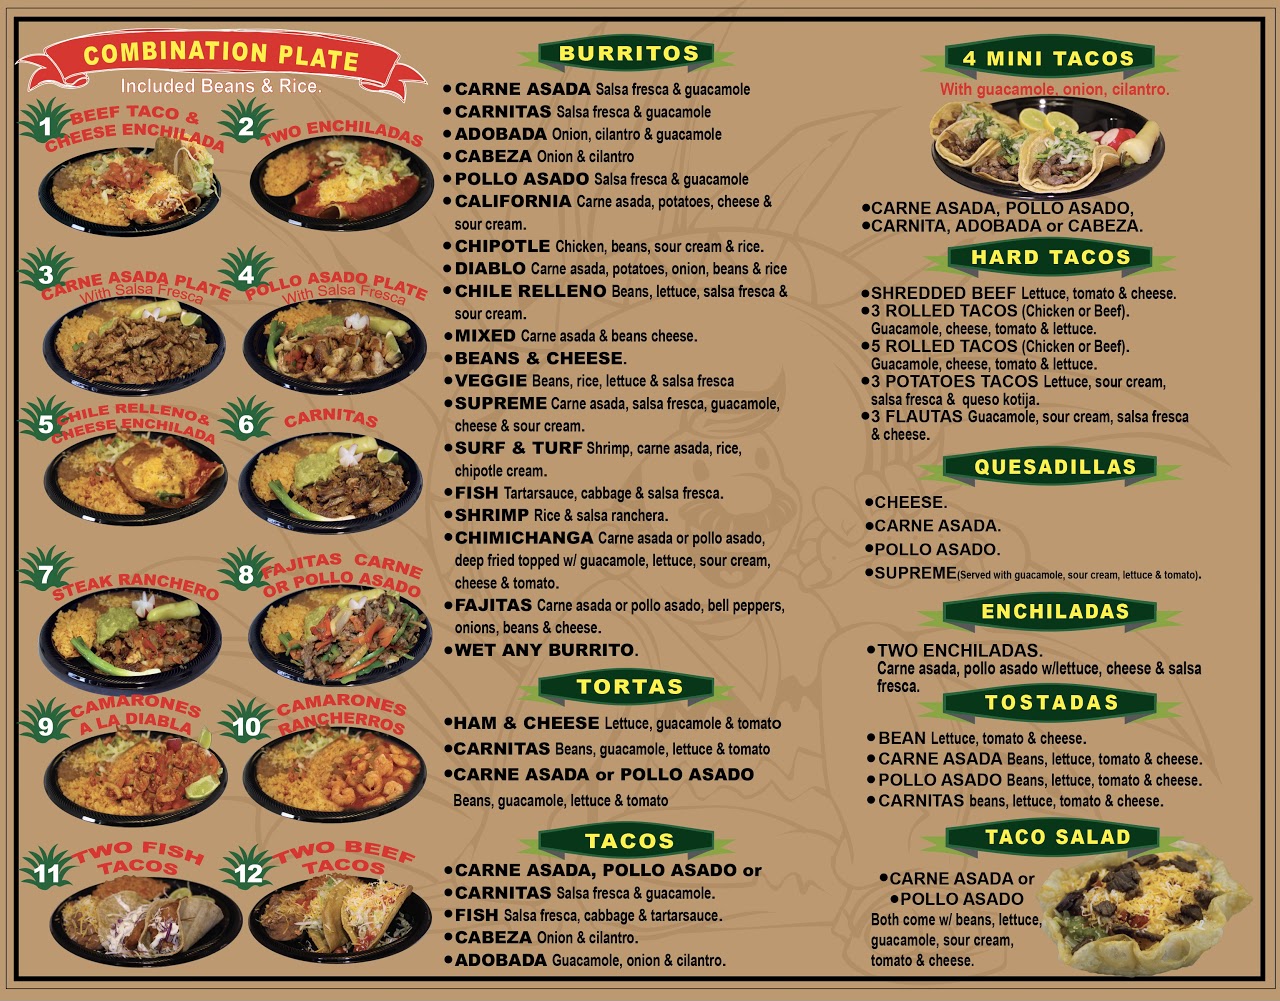 COMBINATION PLATE
Included Beans & Rice.
1
BEEF TACO &
CHEESE ENCHILADA
2
TWO ENCHILADAS
3
CARNE ASADA PLATE
With Salsa Fresca
4
POLLO ASADO PLATE
With Salsa Fresca
5
CHILE RELLENO&
CHEESE ENCHILADA
6
CARNITAS
7
STEAK RANCHERO
8
FAJITAS CARNE
OR POLLO ASADO
9
CAMARONES
A LA DIABLA
10
CAMARONES
RANCHERROS
11
TWO FISH
TACOS
12
TWO BEEF
TACOS
BURRITOS
•CARNE ASADA Salsa fresca & guacamole
•CARNITAS Salsa fresca & guacamole
•ADOBADA Onion, cilantro & guacamole
•CABEZA Onion & cilantro
•POLLO ASADO Salsa fresca & guacamole
•CALIFORNIA Carne asada, potatoes, cheese &
sour cream.
•CHIPOTLE Chicken, beans, sour cream & rice.
•DIABLO Carne asada, potatoes, onion, beans & rice
•CHILE RELLENO Beans, lettuce, salsa fresca &
sour cream.
•MIXED Carne asada & beans cheese.
•BEANS & CHEESE.
•VEGGIE Beans, rice, lettuce & salsa fresca
•SUPREME Carne asada, salsa fresca, guacamole,
cheese & sour cream.
•SURF & TURF Shrimp, carne asada, rice,
chipotle cream.
•FISH Tartarsauce, cabbage & salsa fresca.
•SHRIMP Rice & salsa ranchera.
•CHIMICHANGA Carne asada or pollo asado,
deep fried topped w/ guacamole, lettuce, sour cream,
cheese & tomato.
•FAJITAS Carne asada or pollo asado, bell peppers,
onions, beans & cheese.
•WET ANY BURRITO.
TORTAS
•HAM & CHEESE Lettuce, guacamole & tomato
•CARNITAS Beans, guacamole, lettuce & tomato
•CARNE ASADA or POLLO ASADO
Beans, guacamole, lettuce & tomato
TACOS
•CARNE ASADA, POLLO ASADO or
•CARNITAS Salsa fresca & guacamole.
•FISH Salsa fresca, cabbage & tartarsauce.
•CABEZA Onion & cilantro.
•ADOBADA Guacamole, onion & cilantro.
4 MINI TACOS
With guacamole, onion, cilantro.
•CARNE ASADA, POLLO ASADO,
•CARNITA, ADOBADA or CABEZA.
HARD TACOS
•SHREDDED BEEF Lettuce, tomato & cheese.
•3 ROLLED TACOS (Chicken or Beef).
Guacamole, cheese, tomato & lettuce.
•5 ROLLED TACOS (Chicken or Beef).
Guacamole, cheese, tomato & lettuce.
•3 POTATOES TACOS Lettuce, sour cream,
salsa fresca & queso kotija.
•3 FLAUTAS Guacamole, sour cream, salsa fresca
& cheese.
QUESADILLAS
•CHEESE.
•CARNE ASADA.
•POLLO ASADO.
•SUPREME(Served with guacamole, sour cream, lettuce & tomato).
ENCHILADAS
•TWO ENCHILADAS.
Carne asada, pollo asado w/lettuce, cheese & salsa
fresca.
TOSTADAS
•BEAN Lettuce, tomato & cheese.
•CARNE ASADA Beans, lettuce, tomato & cheese.
•POLLO ASADO Beans, lettuce, tomato & cheese.
•CARNITAS beans, lettuce, tomato & cheese.
TACO SALAD
•CARNE ASADA or
•POLLO ASADO
Both come w/ beans, lettuce,
guacamole, sour cream,
tomato & cheese.